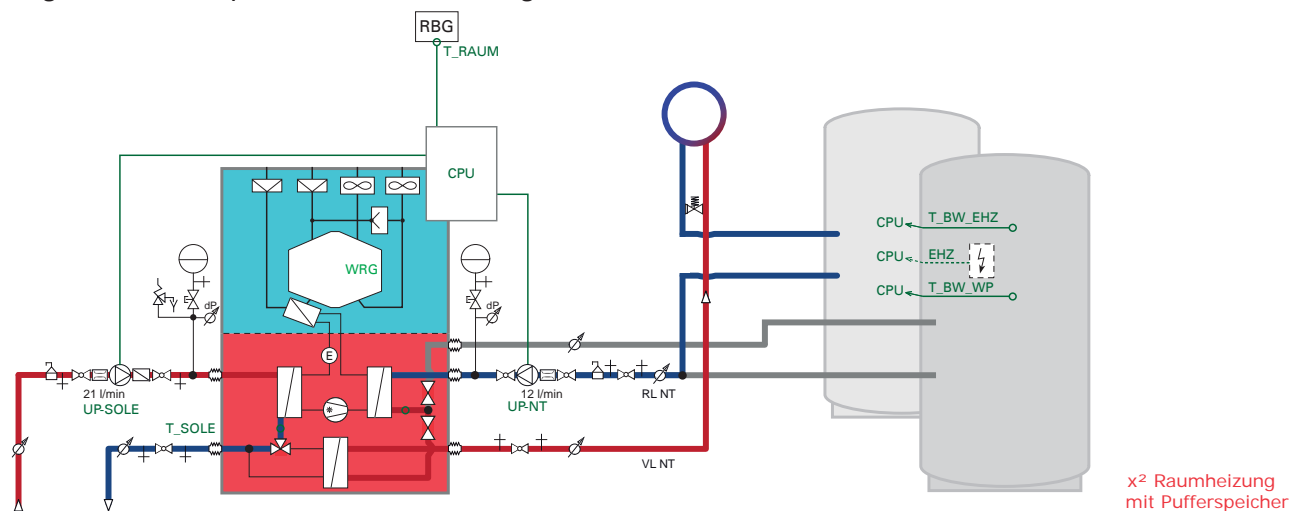 RBG
T_RAUM
CPU
WRG
CPU T_BW_EHZ
CPU EHZ
CPU T_BW_WP
dP
dP
E
21 l/min
UP-SOLE
12 l/min
UP-NT
RL NT
T_SOLE
VL NT
x² Raumheizung
mit Pufferspeicher